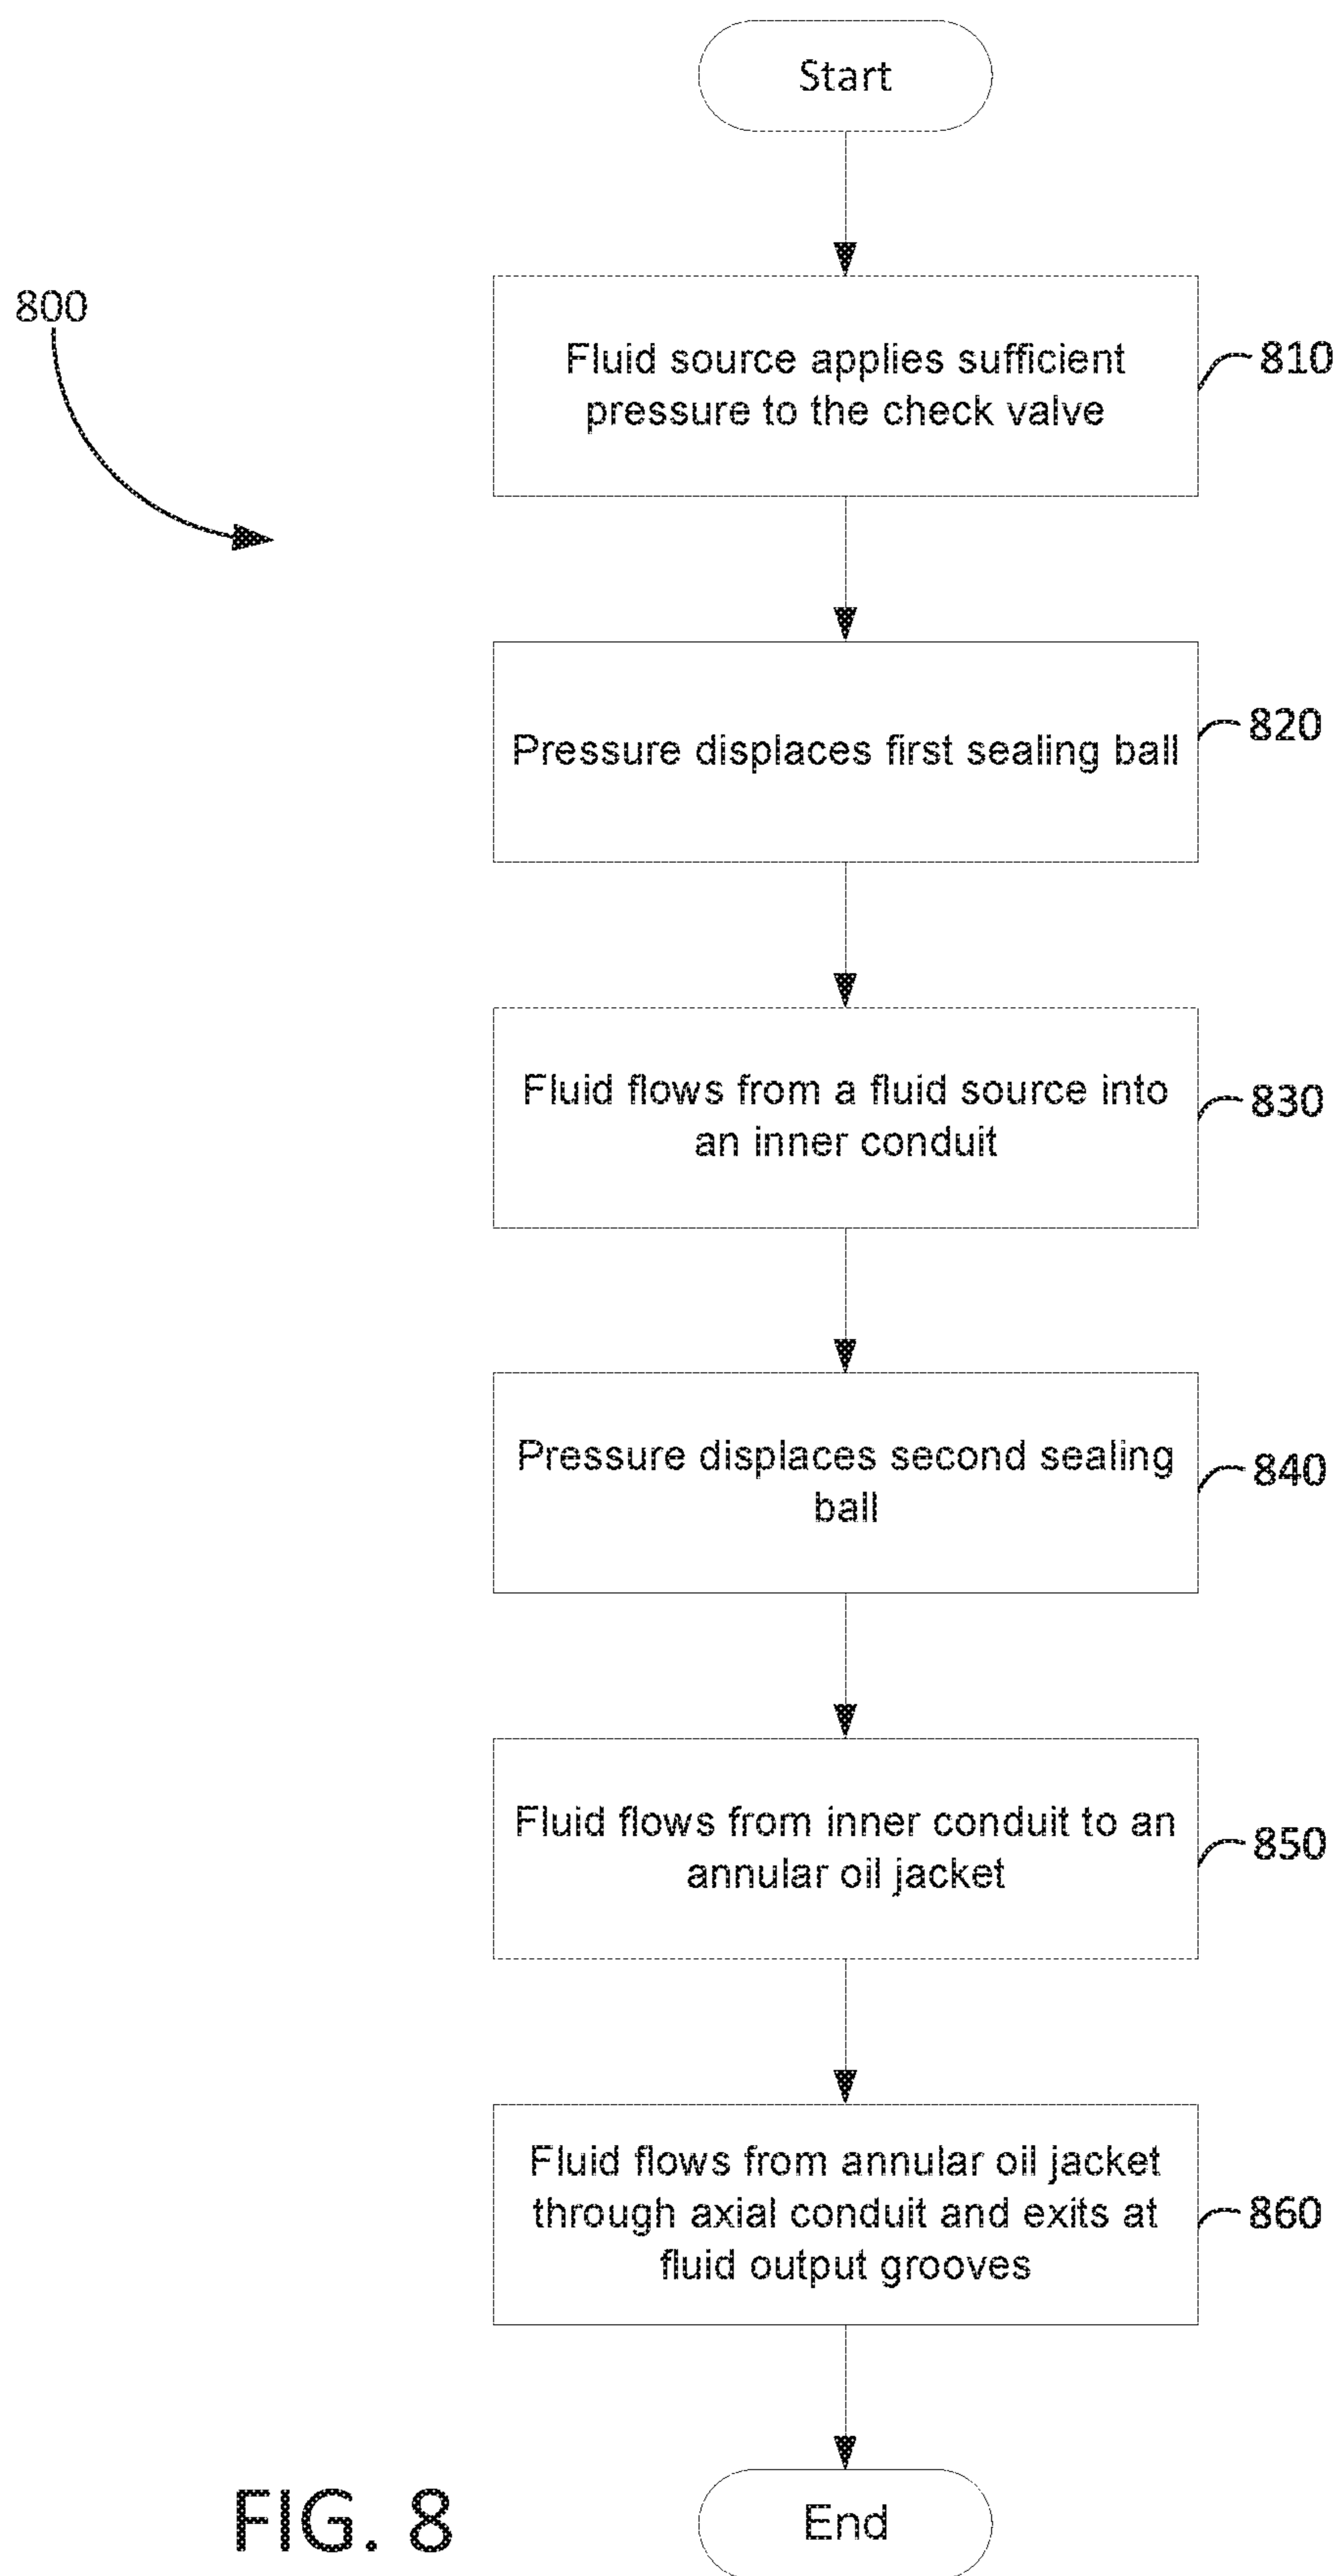 Start
800
Fluid source applies sufficient
pressure to the check valve
810
Pressure displaces first sealing ball
820
Fluid flows from a fluid source into
an inner conduit
830
Pressure displaces second sealing
ball
840
Fluid flows from inner conduit to an
annular oil jacket
850
Fluid flows from annular oil jacket
through axial conduit and exits at
fluid output grooves
860
End
FIG. 8